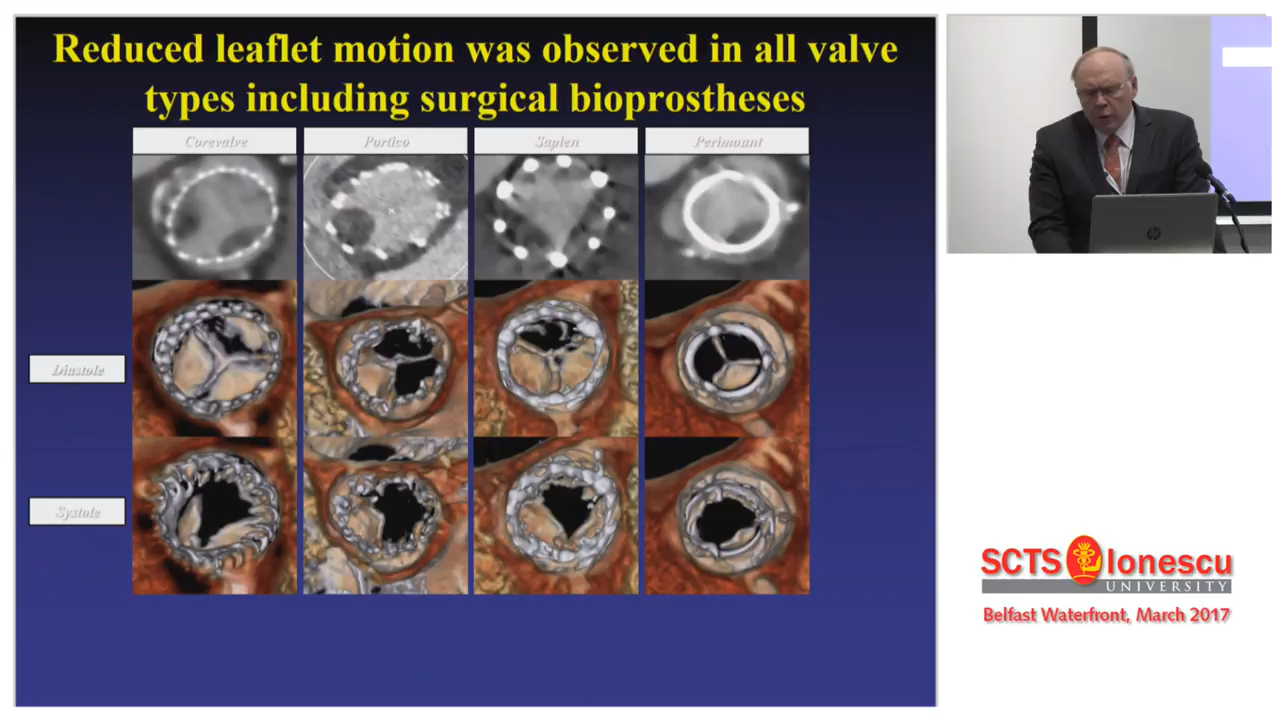 Reduced leaflet motion was observed in all valve
types including surgical bioprostheses
Corevalve
Portico
Sapien
Perimount
Diastole
Systole
SCTS Ionescu
UNIVERSITY
Belfast Waterfront, March 2017
hp